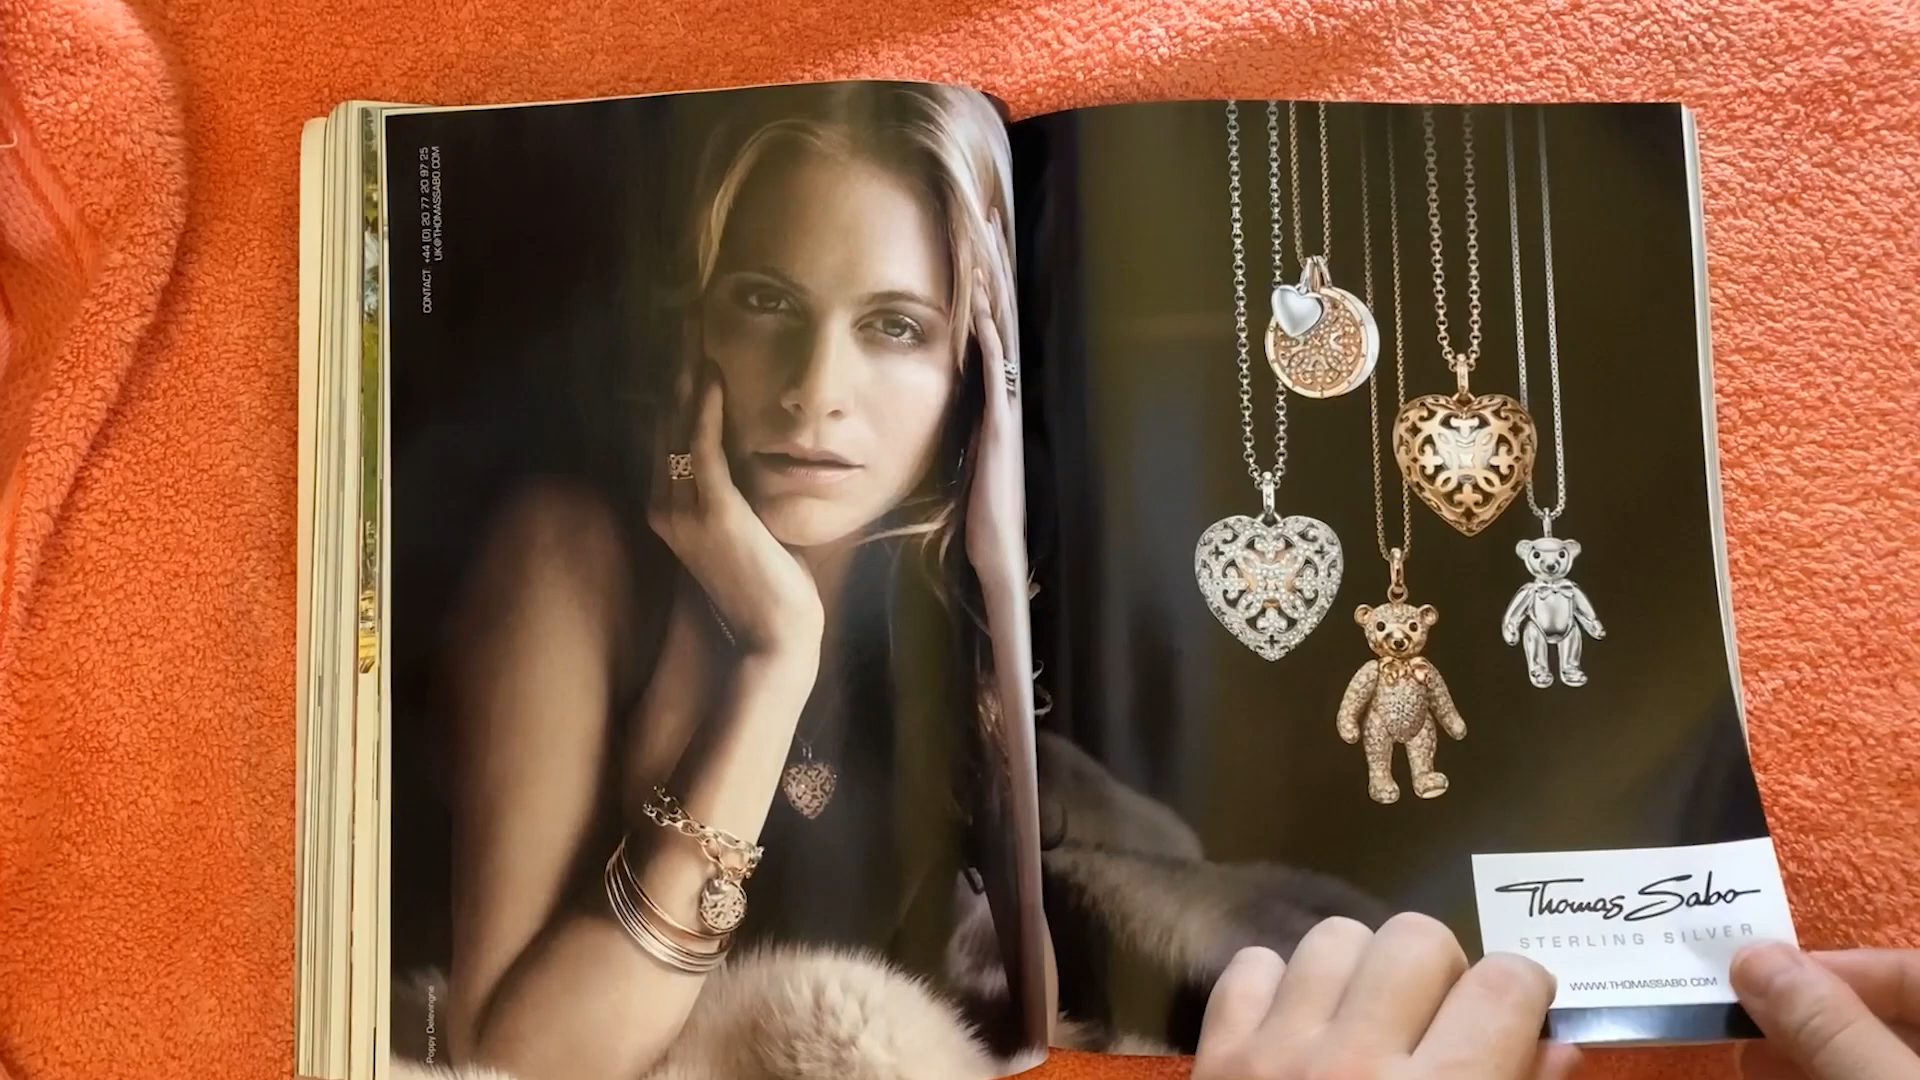 CONTACT: +44 (0) 20 77 20 97 25
UK@THOMASSABO.COM
Poppy Delevingne
Thomas Sabo
STERLING SILVER
WWW.THOMASSABO.COM